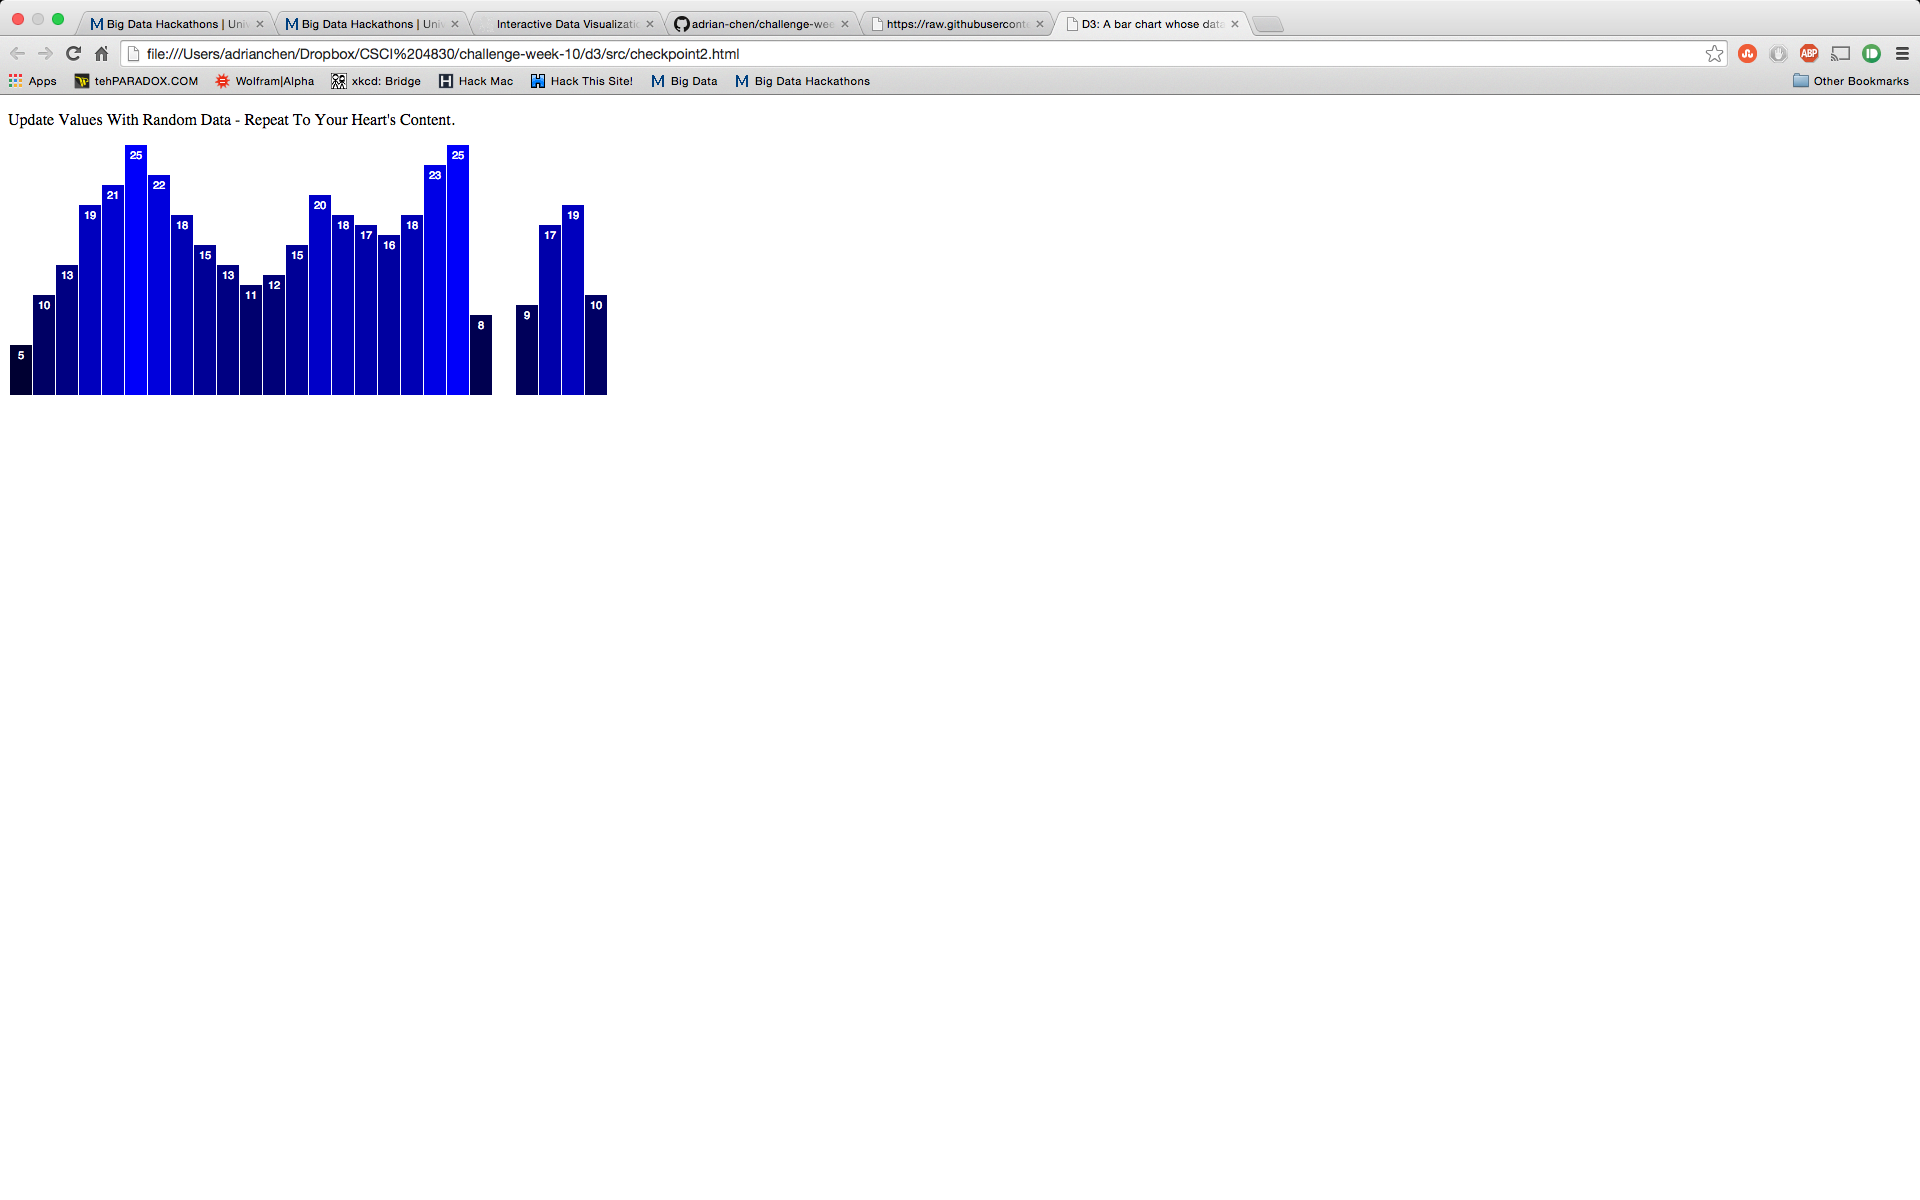 Big Data Hackathons | Univ
Big Data Hackathons | Univ
Interactive Data Visualizatio
adrian-chen/challenge-wee
https://raw.githubuserconte
D3: A bar chart whose data
file:///Users/adrianchen/Dropbox/CSCI%204830/challenge-week-10/d3/src/checkpoint2.html
ABP
Apps
tehPARADOX.COM
Wolfram|Alpha
xkcd: Bridge
Hack Mac
Hack This Site!
Big Data
Big Data Hackathons
Other Bookmarks
Update Values With Random Data - Repeat To Your Heart's Content.
5
10
13
19
21
25
22
18
15
13
11
12
15
20
18
17
16
18
23
25
8
9
17
19
10